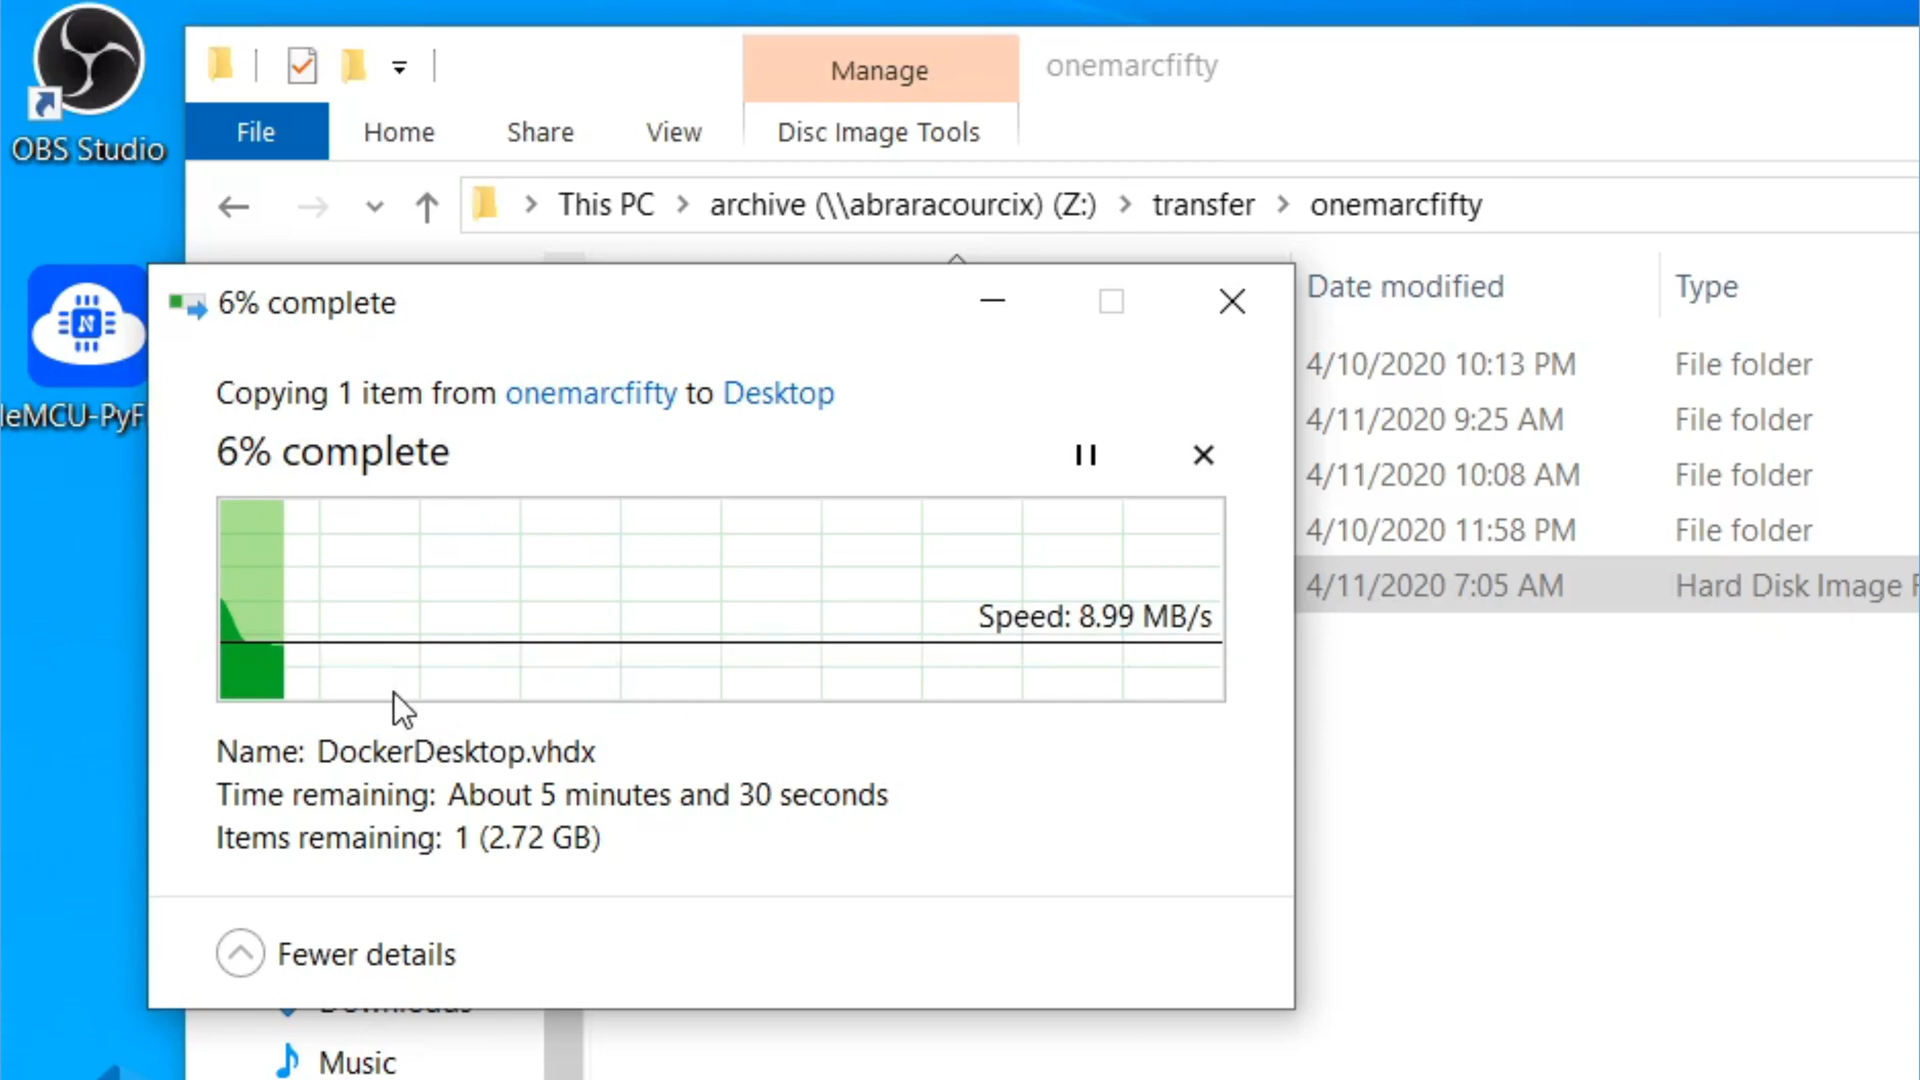 OBS Studio
Manage
onemarcfifty
File
Home
Share
View
Disc Image Tools
This PC
archive (\\abraracourcix) (Z:)
transfer
onemarcfifty
leMCU-PyF
Date modified
Type
4/10/2020 10:13 PM
File folder
4/11/2020 9:25 AM
File folder
4/11/2020 10:08 AM
File folder
4/10/2020 11:58 PM
File folder
4/11/2020 7:05 AM
Hard Disk Image F
6% complete
Copying 1 item from onemarcfifty to Desktop
6% complete
Speed: 8.99 MB/s
Name: DockerDesktop.vhdx
Time remaining: About 5 minutes and 30 seconds
Items remaining: 1 (2.72 GB)
Fewer details
Downloads
Music